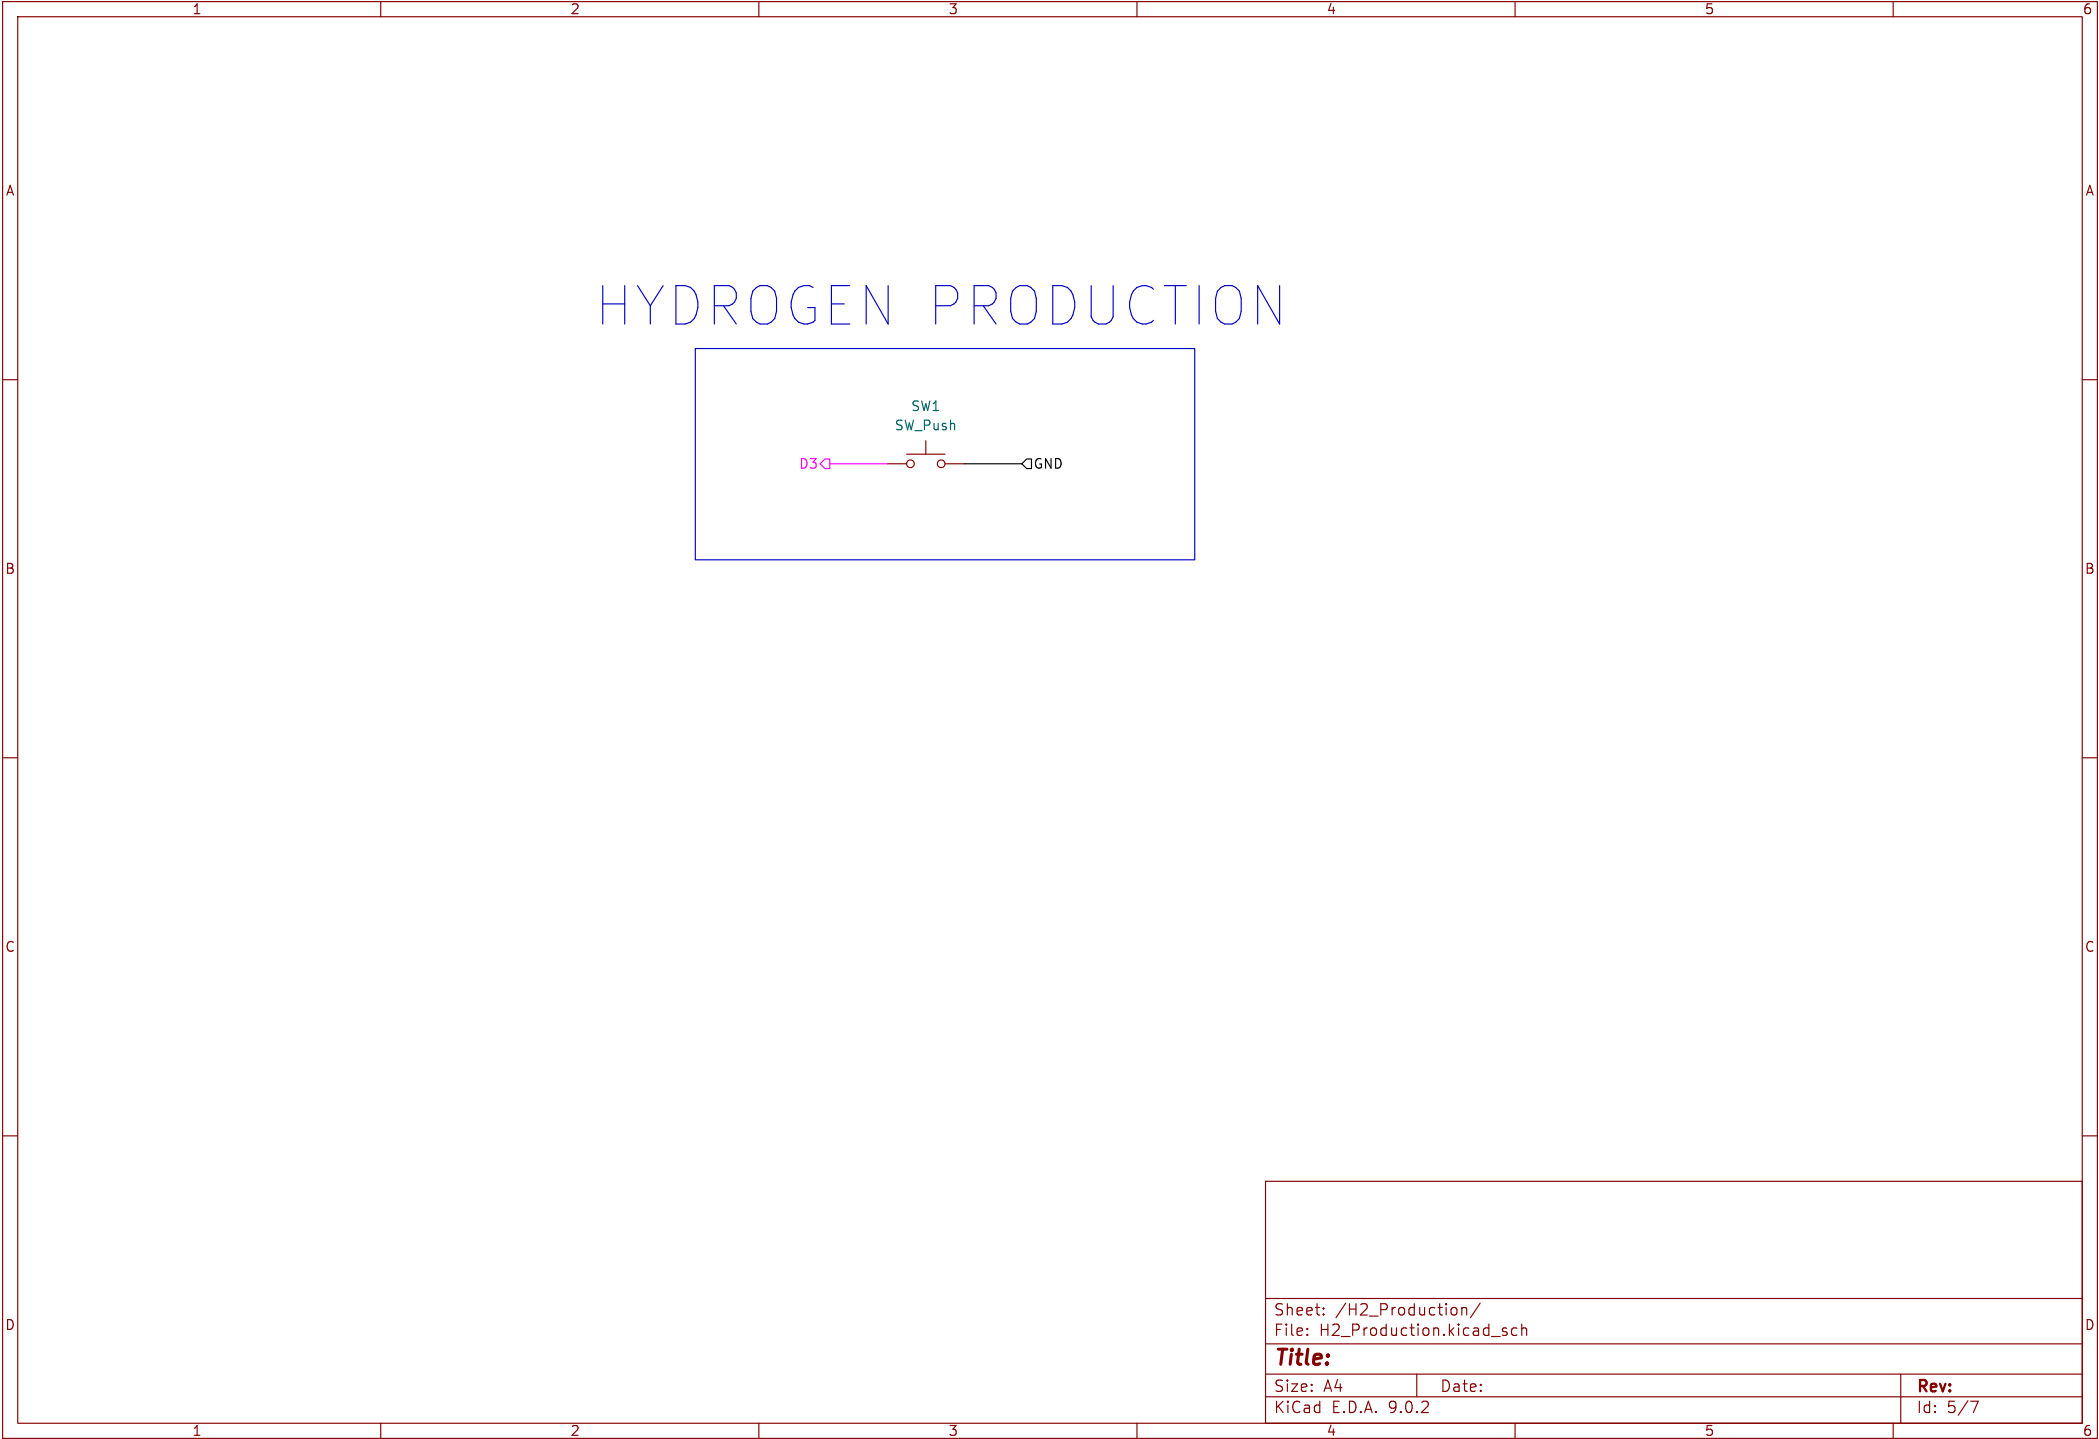 1 2 3 4 5 6
A A
HYDROGEN PRODUCTION
SW1
SW_Push
D3 GND
B B
C C
Sheet: /H2_Production/
File: H2_Production.kicad_sch
D D
Title:
Size: A4 Date: Rev:
KiCad E.D.A. 9.0.2 Id: 5/7
1 2 3 4 5 6